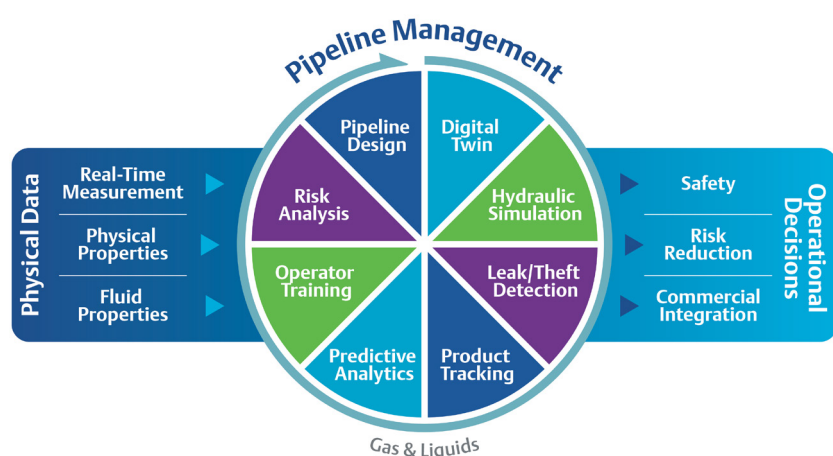 Pipeline Management
Physical Data
Real-Time
Measurement
Physical
Properties
Fluid
Properties
Pipeline
Design
Digital
Twin
Hydraulic
Simulation
Leak/Theft
Detection
Product
Tracking
Predictive
Analytics
Operator
Training
Risk
Analysis
Safety
Risk
Reduction
Commercial
Integration
Operational
Decisions
Gas & Liquids